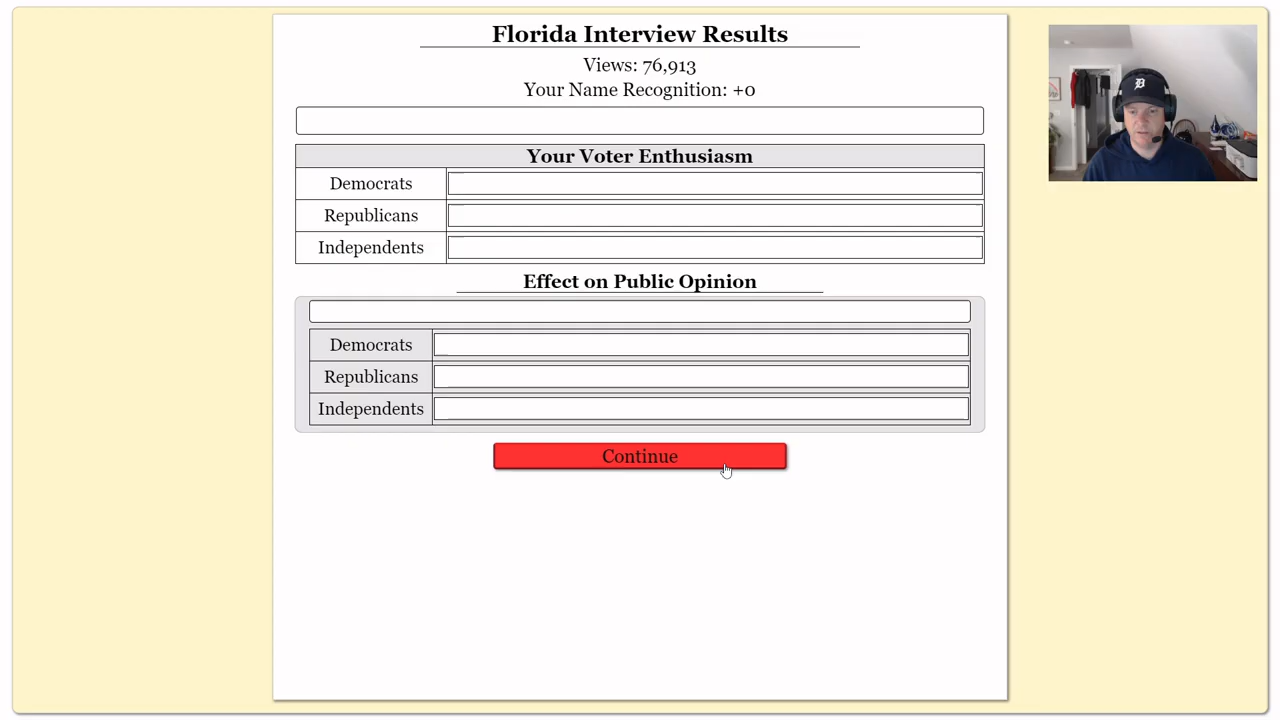 Florida Interview Results
Views: 76,913
Your Name Recognition: +0
Your Voter Enthusiasm
Democrats
Republicans
Independents
Effect on Public Opinion
Democrats
Republicans
Independents
Continue